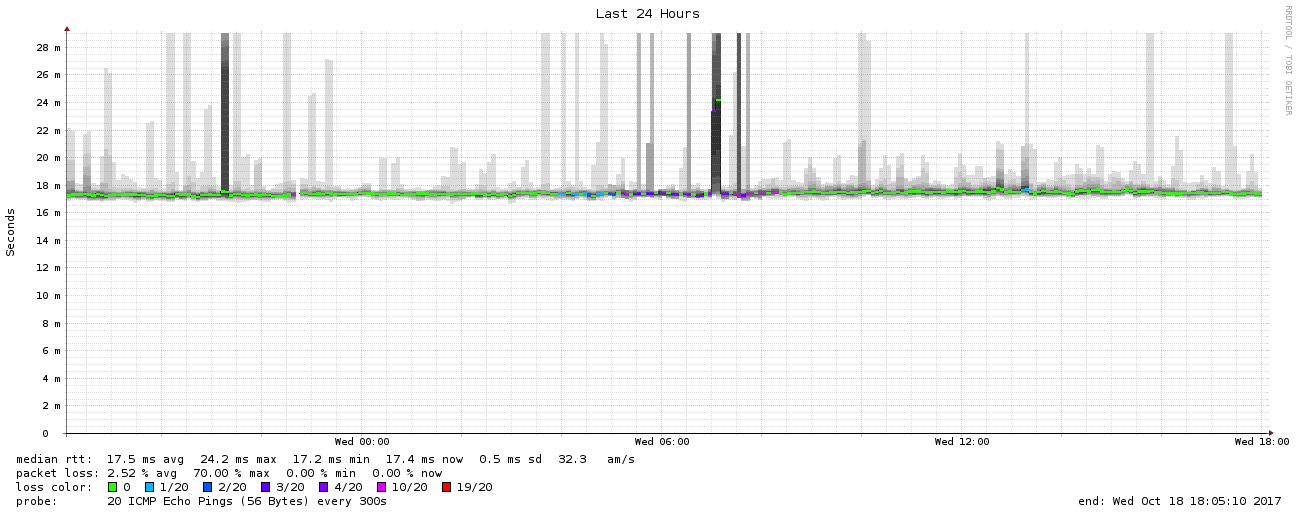 Last 24 Hours
RRDTOOL / TOBI OETIKER
Seconds
28 m
26 m
24 m
22 m
20 m
18 m
16 m
14 m
12 m
10 m
8 m
6 m
4 m
2 m
0
Wed 00:00 Wed 06:00 Wed 12:00 Wed 18:00
median rtt: 17.5 ms avg 24.2 ms max 17.2 ms min 17.4 ms now 0.5 ms sd 32.3 am/s
packet loss: 2.52 % avg 70.00 % max 0.00 % min 0.00 % now
loss color: 0 1/20 2/20 3/20 4/20 10/20 19/20
probe: 20 ICMP Echo Pings (56 Bytes) every 300s end: Wed Oct 18 18:05:10 2017